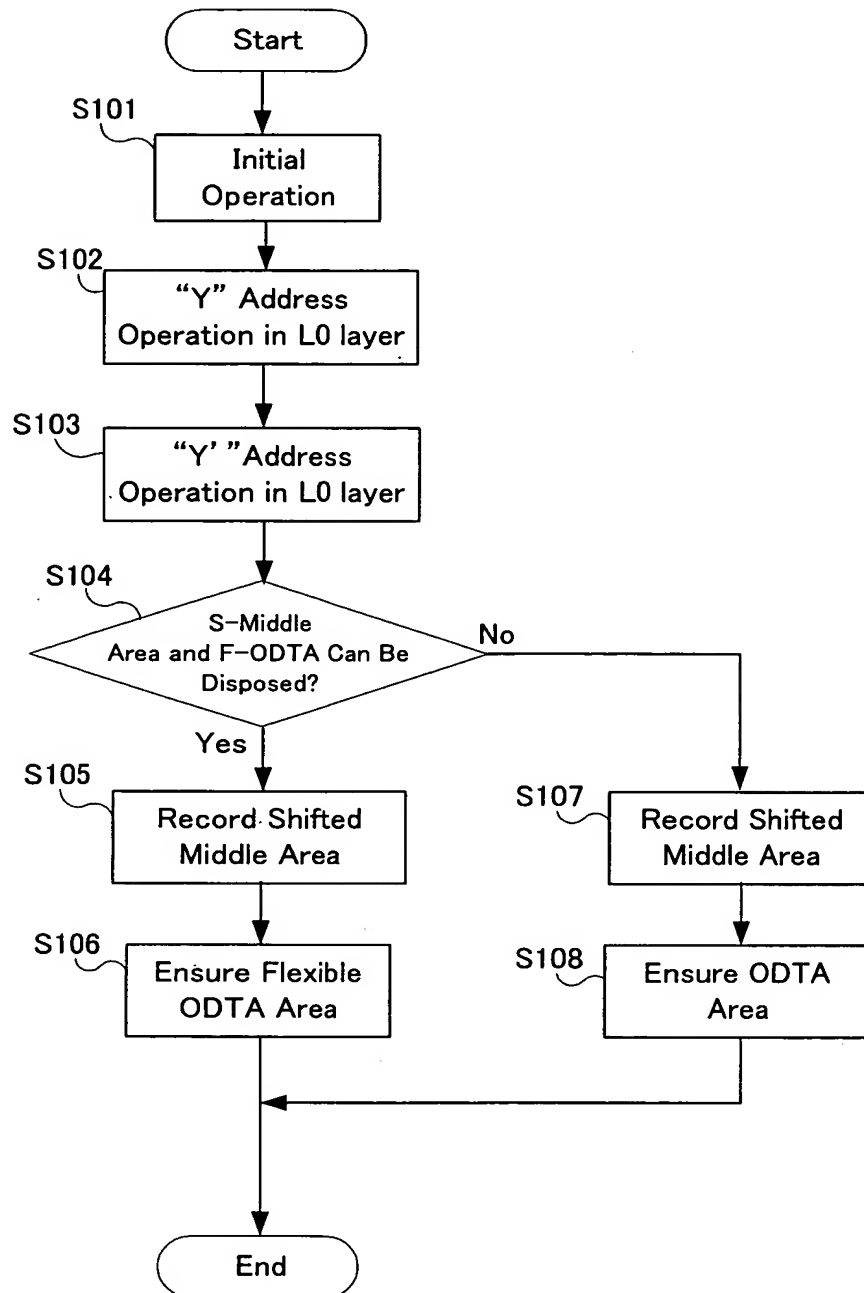 Start
S101
Initial
Operation
S102
“Y” Address
Operation in L0 layer
S103
“Y’ ”Address
Operation in L0 layer
S104
S-Middle
Area and F-ODTA Can Be
Disposed?
No
Yes
S105
Record Shifted
Middle Area
S107
Record Shifted
Middle Area
S106
Ensure Flexible
ODTA Area
S108
Ensure ODTA
Area
End